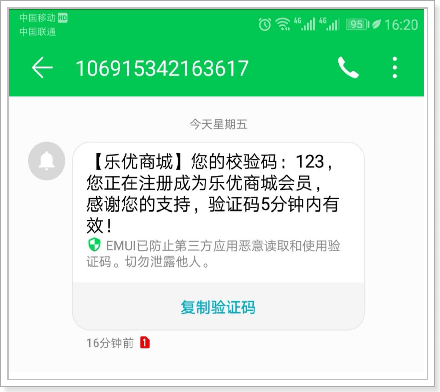 中国移动 HD
中国联通
4G 4G 95 16:20
106915342163617
今天星期五
【乐优商城】您的校验码：123，
您正在注册成为乐优商城会员，
感谢您的支持，验证码5分钟内有
效！
EMUI已防止第三方应用恶意读取和使用验
证码。切勿泄露他人。
复制验证码
16分钟前 1